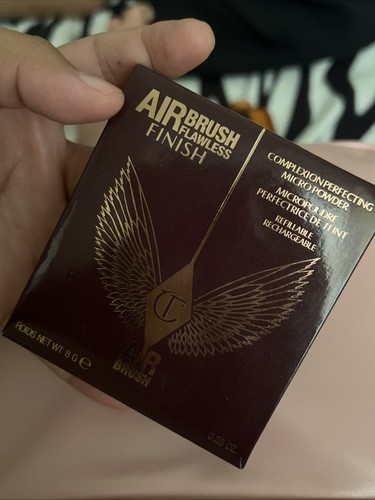 AIRBRUSH
FLAWLESS
FINISH
COMPLEXION PERFECTING
MICRO POWDER
MICROPOUDRE
PERFECTRICE DE TEINT
REFILLABLE
RECHARGEABLE
CT
AIR
BRUSH
POIDS NET WT. 8 G ℮
0.28 OZ.